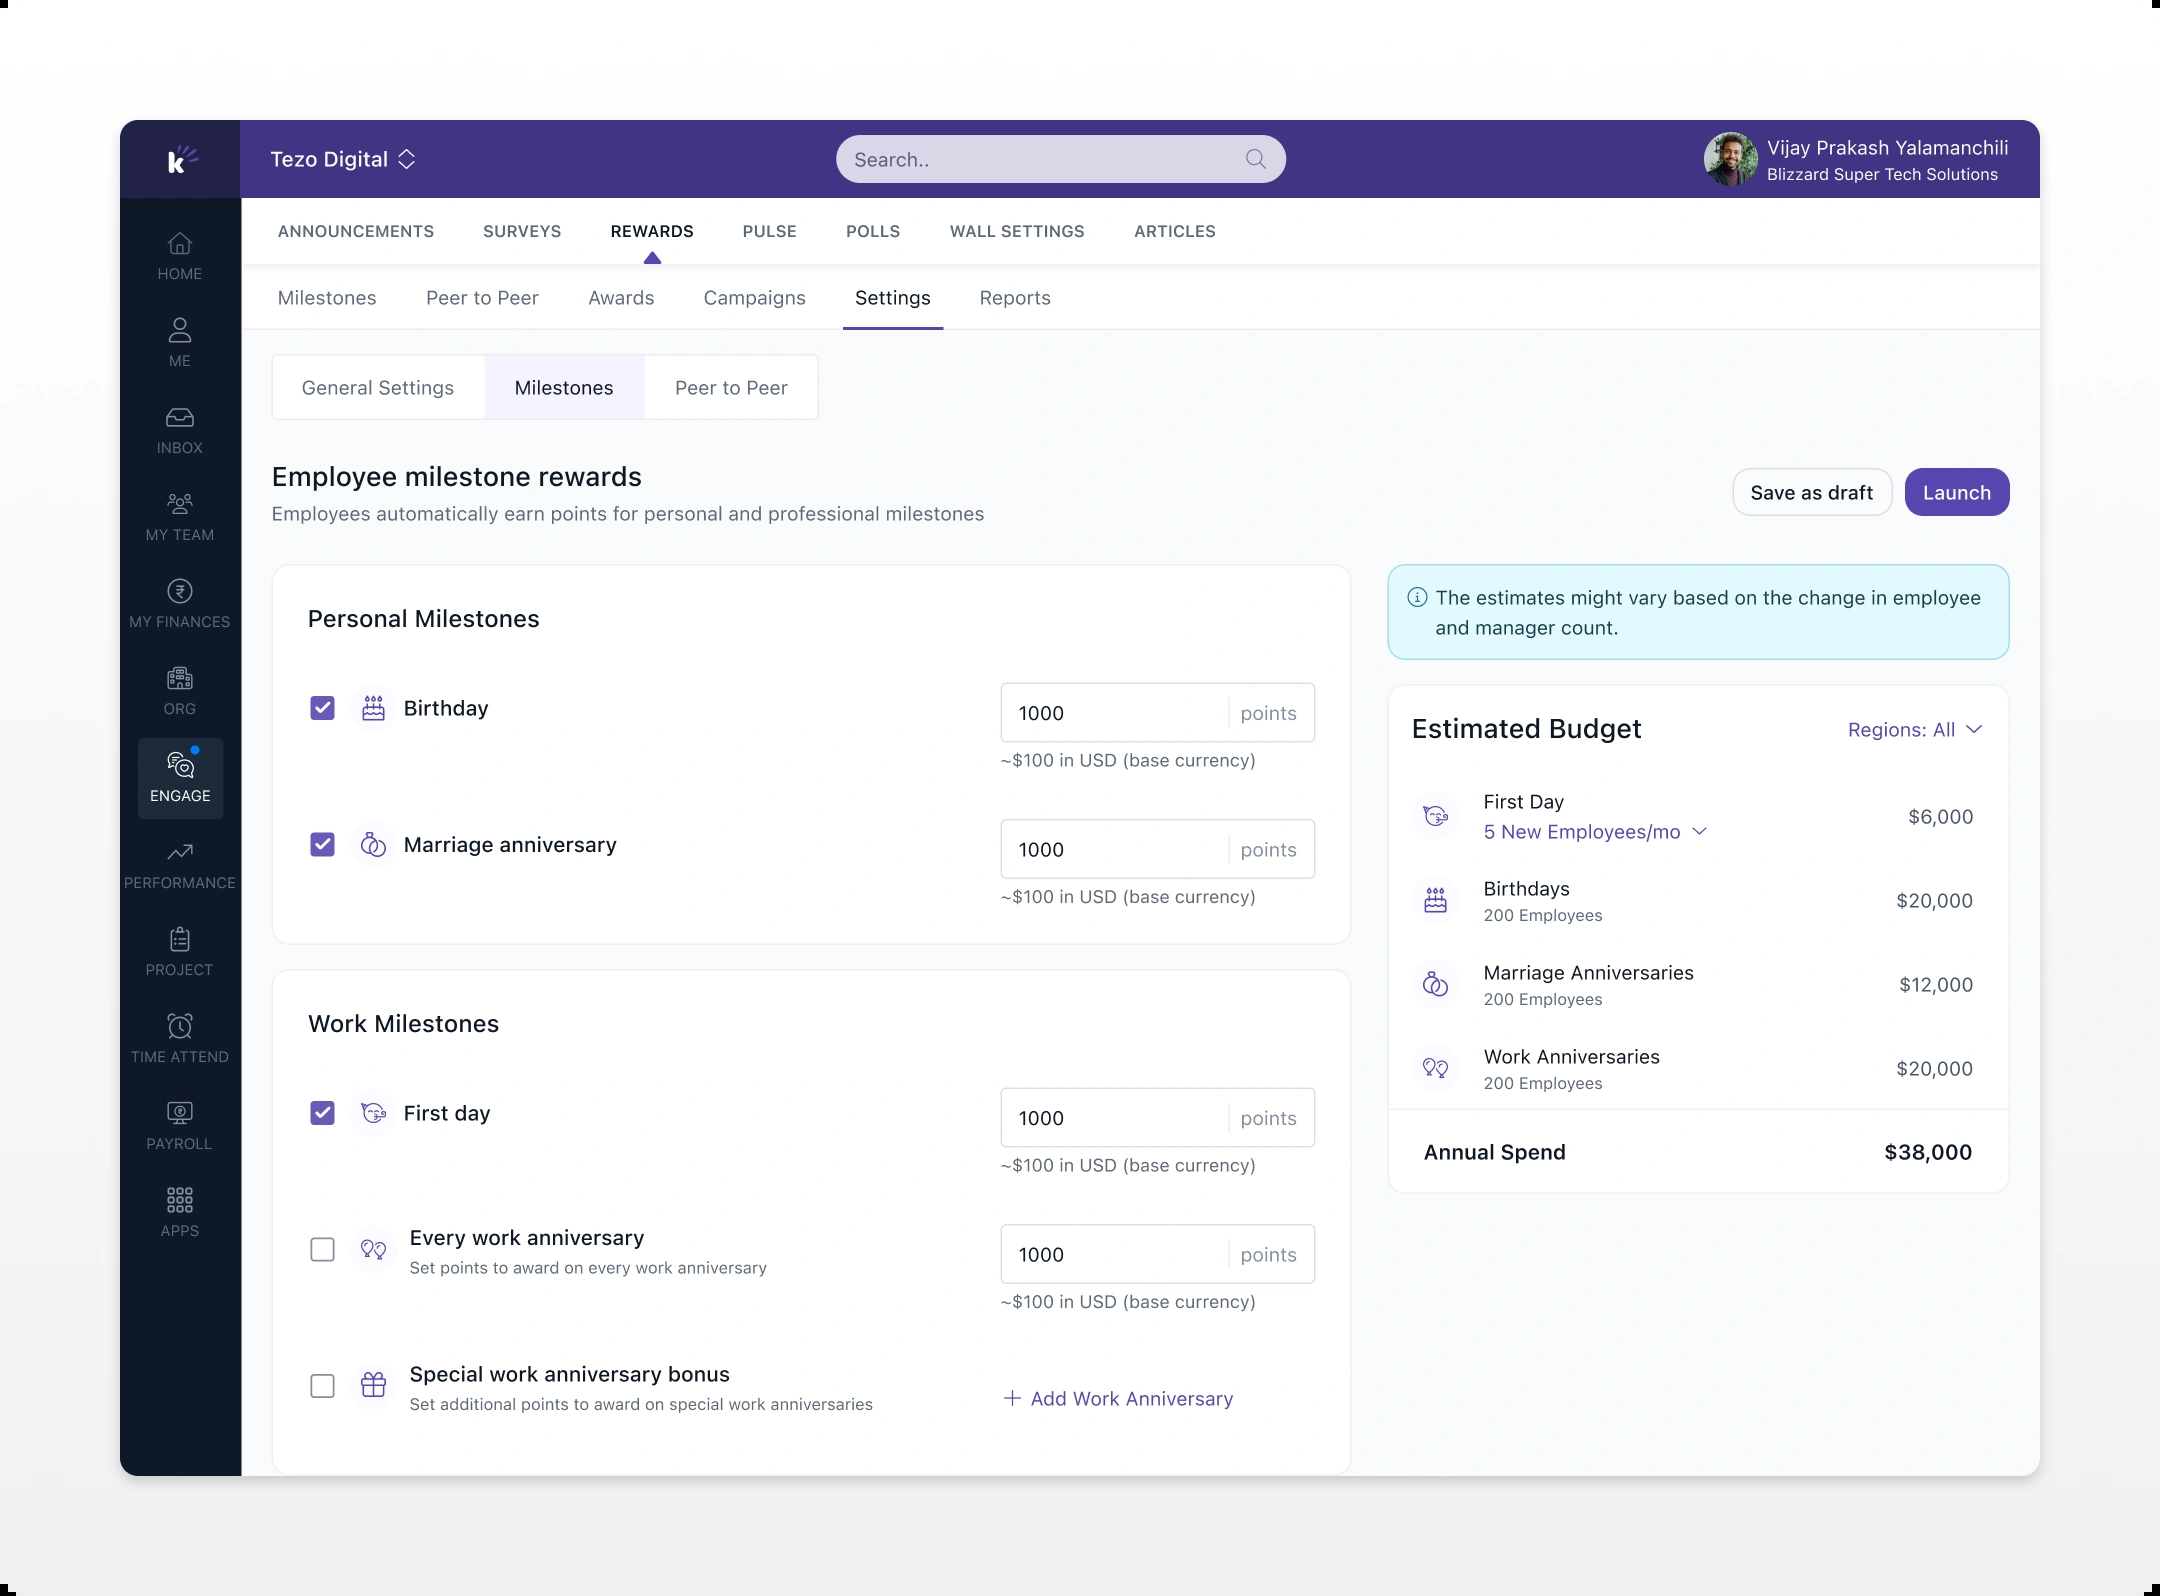 k
Tezo Digital
Search..
Vijay Prakash Yalamanchili
Blizzard Super Tech Solutions
HOME
ME
INBOX
MY TEAM
MY FINANCES
ORG
ENGAGE
PERFORMANCE
PROJECT
TIME ATTEND
PAYROLL
APPS
ANNOUNCEMENTS SURVEYS REWARDS PULSE POLLS WALL SETTINGS ARTICLES
Milestones Peer to Peer Awards Campaigns Settings Reports
General Settings Milestones Peer to Peer
Employee milestone rewards
Employees automatically earn points for personal and professional milestones
Save as draft Launch
Personal Milestones
Birthday
1000 points
~$100 in USD (base currency)
Marriage anniversary
1000 points
~$100 in USD (base currency)
Work Milestones
First day
1000 points
~$100 in USD (base currency)
Every work anniversary
Set points to award on every work anniversary
1000 points
~$100 in USD (base currency)
Special work anniversary bonus
Set additional points to award on special work anniversaries
+ Add Work Anniversary
The estimates might vary based on the change in employee
and manager count.
Estimated Budget Regions: All
First Day
5 New Employees/mo
$6,000
Birthdays
200 Employees
$20,000
Marriage Anniversaries
200 Employees
$12,000
Work Anniversaries
200 Employees
$20,000
Annual Spend $38,000